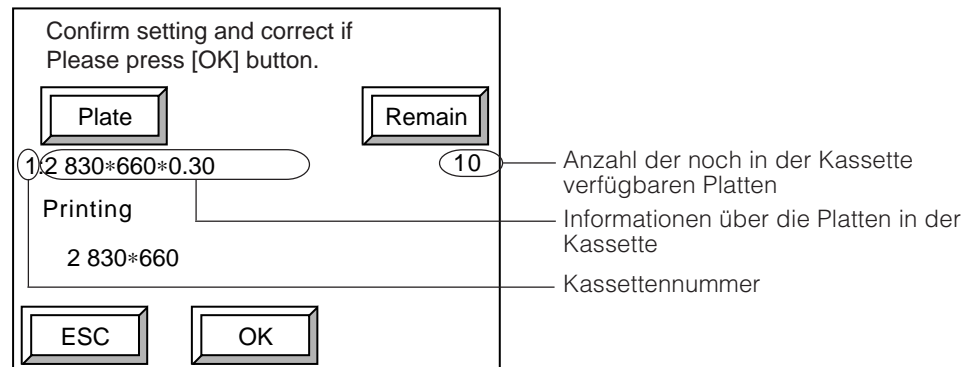 Confirm setting and correct if
Please press [OK] button.
Plate
Remain
1:2 830*660*0.30
10
Anzahl der noch in der Kassette
verfügbaren Platten
Printing
Informationen über die Platten in der
Kassette
2 830*660
Kassettennummer
ESC
OK